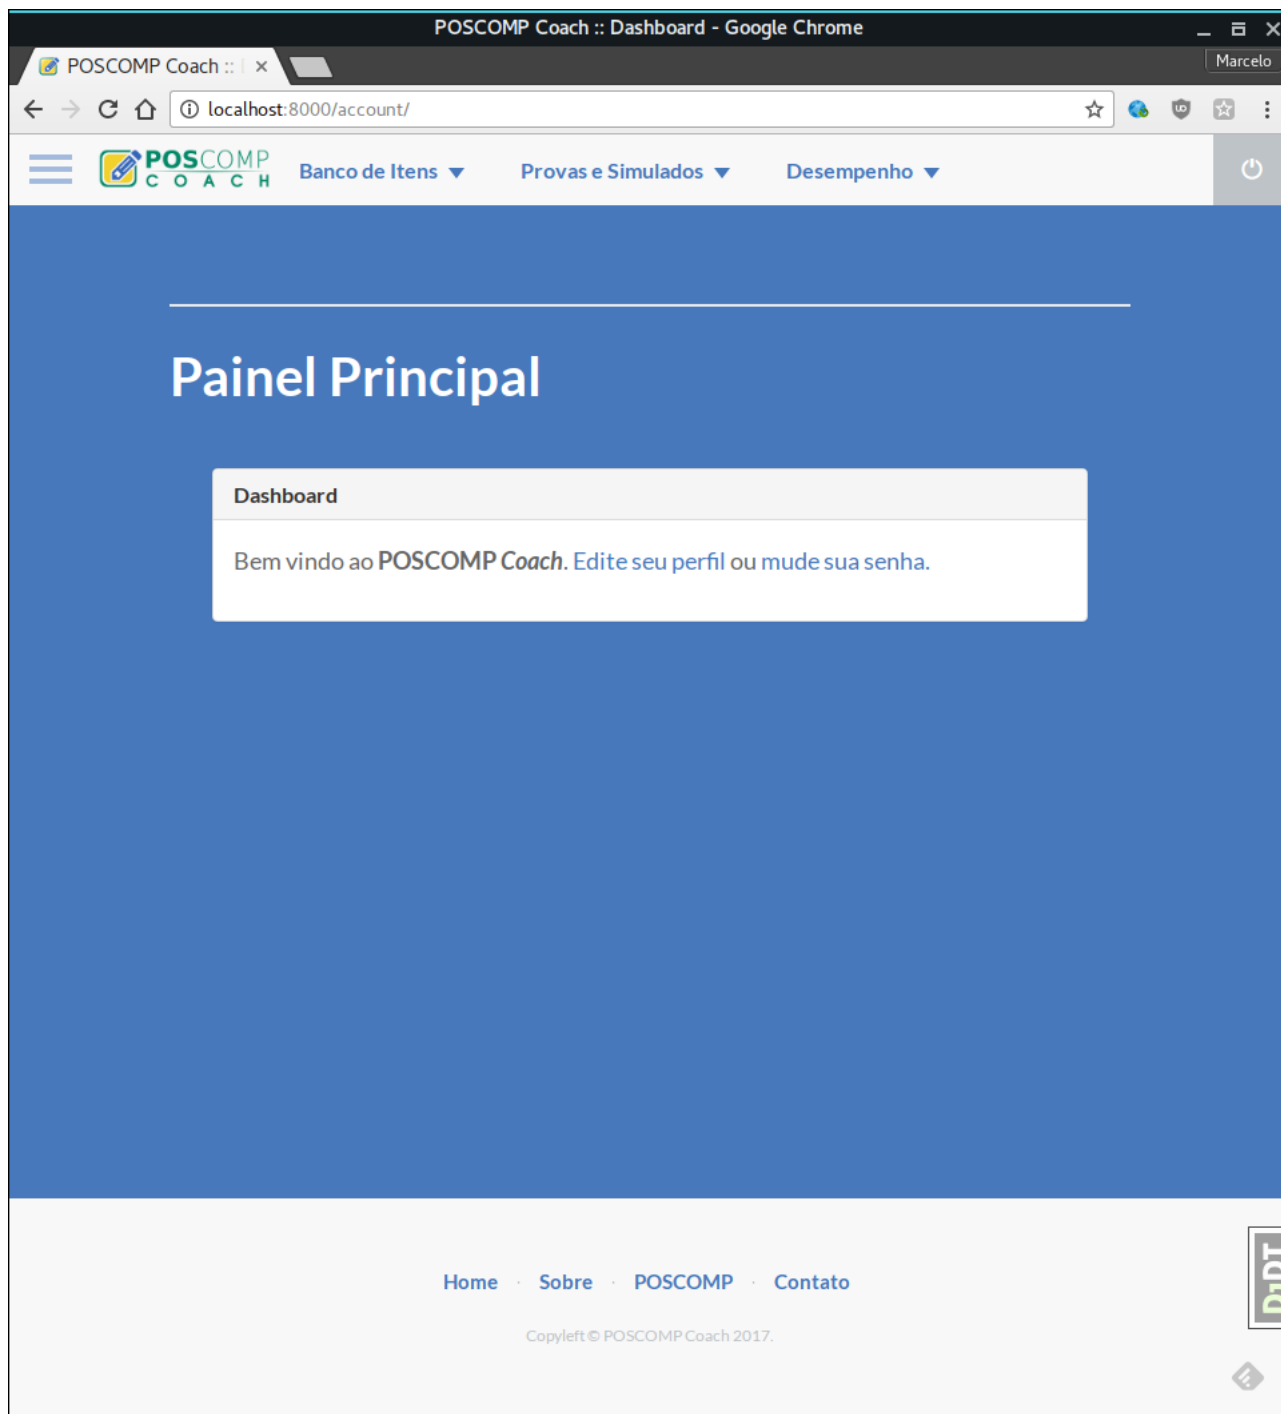 POSCOMP Coach :: Dashboard - Google Chrome
POSCOMP Coach ::
Marcelo
localhost:8000/account/
POSCOMP
COACH
Banco de Itens
Provas e Simulados
Desempenho
Painel Principal
Dashboard
Bem vindo ao POSCOMP Coach. Edite seu perfil ou mude sua senha.
Home · Sobre · POSCOMP · Contato
Copyleft © POSCOMP Coach 2017.
DjDT